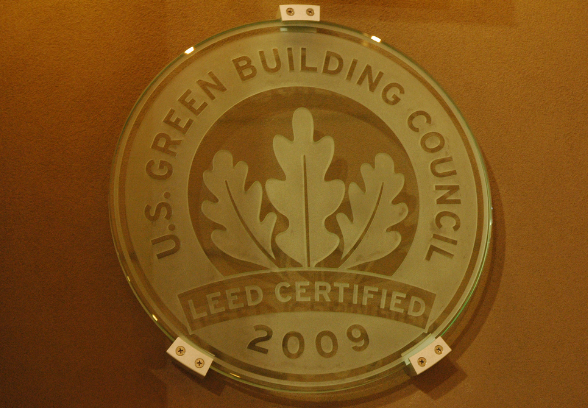 U.S. GREEN BUILDING COUNCIL
LEED CERTIFIED
2009